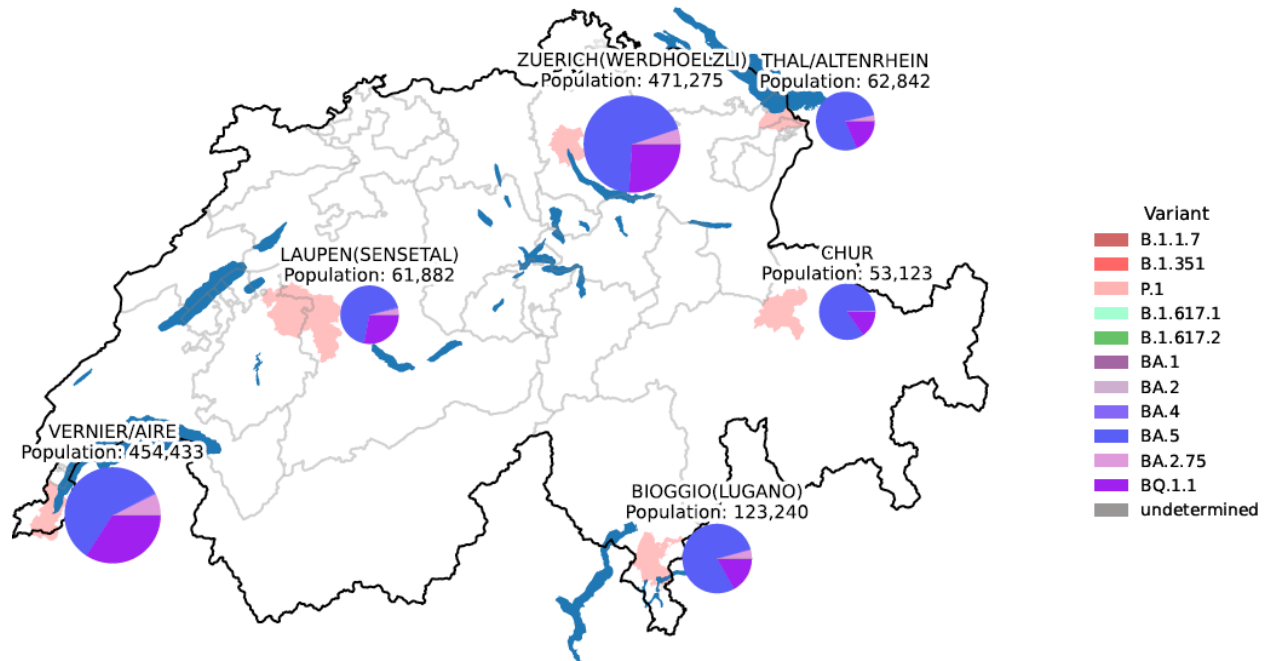 ZUERICH(WERDHOELZLI)
Population: 471,275
THAL/ALTENRHEIN
Population: 62,842
LAUPEN(SENSETAL)
Population: 61,882
CHUR
Population: 53,123
VERNIER/AIRE
Population: 454,433
BIOGGIO(LUGANO)
Population: 123,240
Variant
B.1.1.7
B.1.351
P.1
B.1.617.1
B.1.617.2
BA.1
BA.2
BA.4
BA.5
BA.2.75
BQ.1.1
undetermined